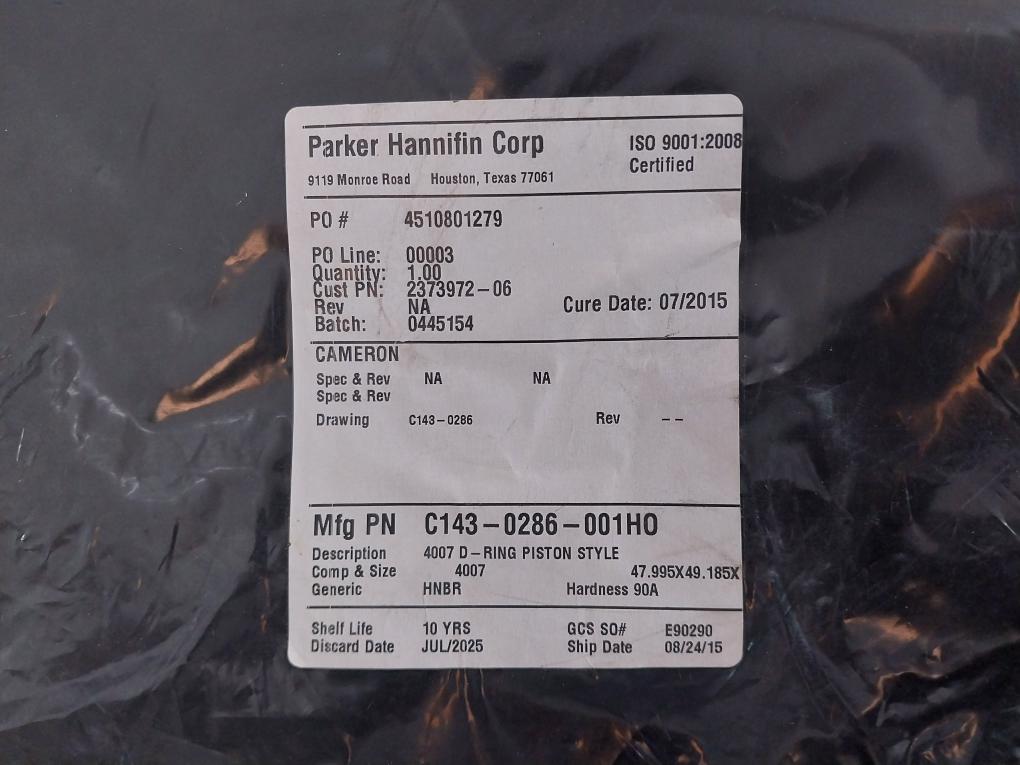 Parker Hannifin Corp ISO 9001:2008
Certified
9119 Monroe Road Houston, Texas 77061
PO # 4510801279
PO Line: 00003
Quantity: 1.00
Cust PN: 2373972-06
Rev NA Cure Date: 07/2015
Batch: 0445154
CAMERON
Spec & Rev NA NA
Spec & Rev
Drawing C143-0286 Rev --
Mfg PN C143-0286-001HO
Description 4007 D-RING PISTON STYLE
Comp & Size 4007 47.995X49.185X
Generic HNBR Hardness 90A
Shelf Life 10 YRS GCS SO# E90290
Discard Date JUL/2025 Ship Date 08/24/15